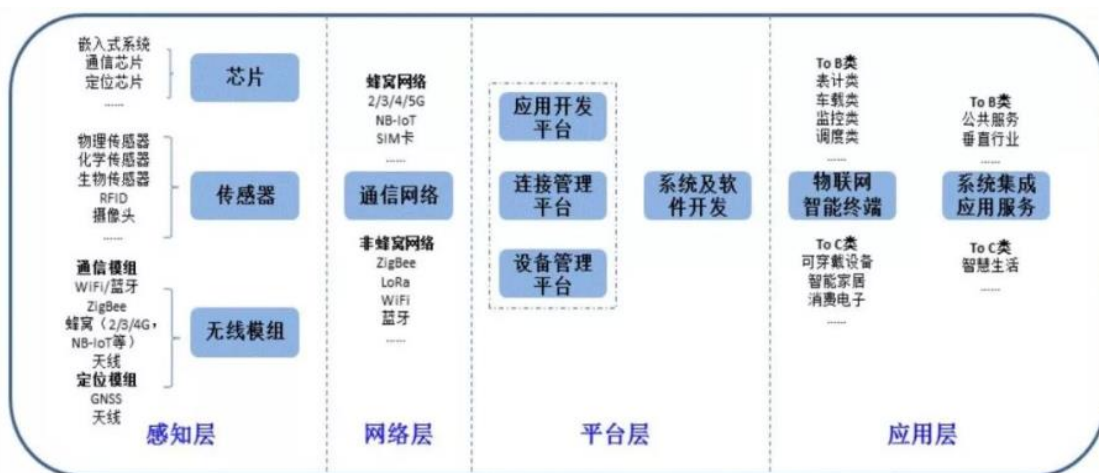 嵌入式系统
通信芯片
定位芯片
......
芯片
物理传感器
化学传感器
生物传感器
RFID
摄像头
......
传感器
通信模组
WiFi/蓝牙
ZigBee
蜂窝（2/3/4G，
NB-IoT等）
天线
定位模组
GNSS
天线
无线模组
感知层
蜂窝网络
2/3/4/5G
NB-IoT
SIM卡
......
通信网络
非蜂窝网络
ZigBee
LoRa
WiFi
蓝牙
......
网络层
应用开发
平台
连接管理
平台
设备管理
平台
系统及软
件开发
平台层
To B类
表计类
车载类
监控类
调度类
......
物联网
智能终端
To C类
可穿戴设备
智能家居
消费电子
......
To B类
公共服务
垂直行业
......
系统集成
应用服务
To C类
智慧生活
......
应用层